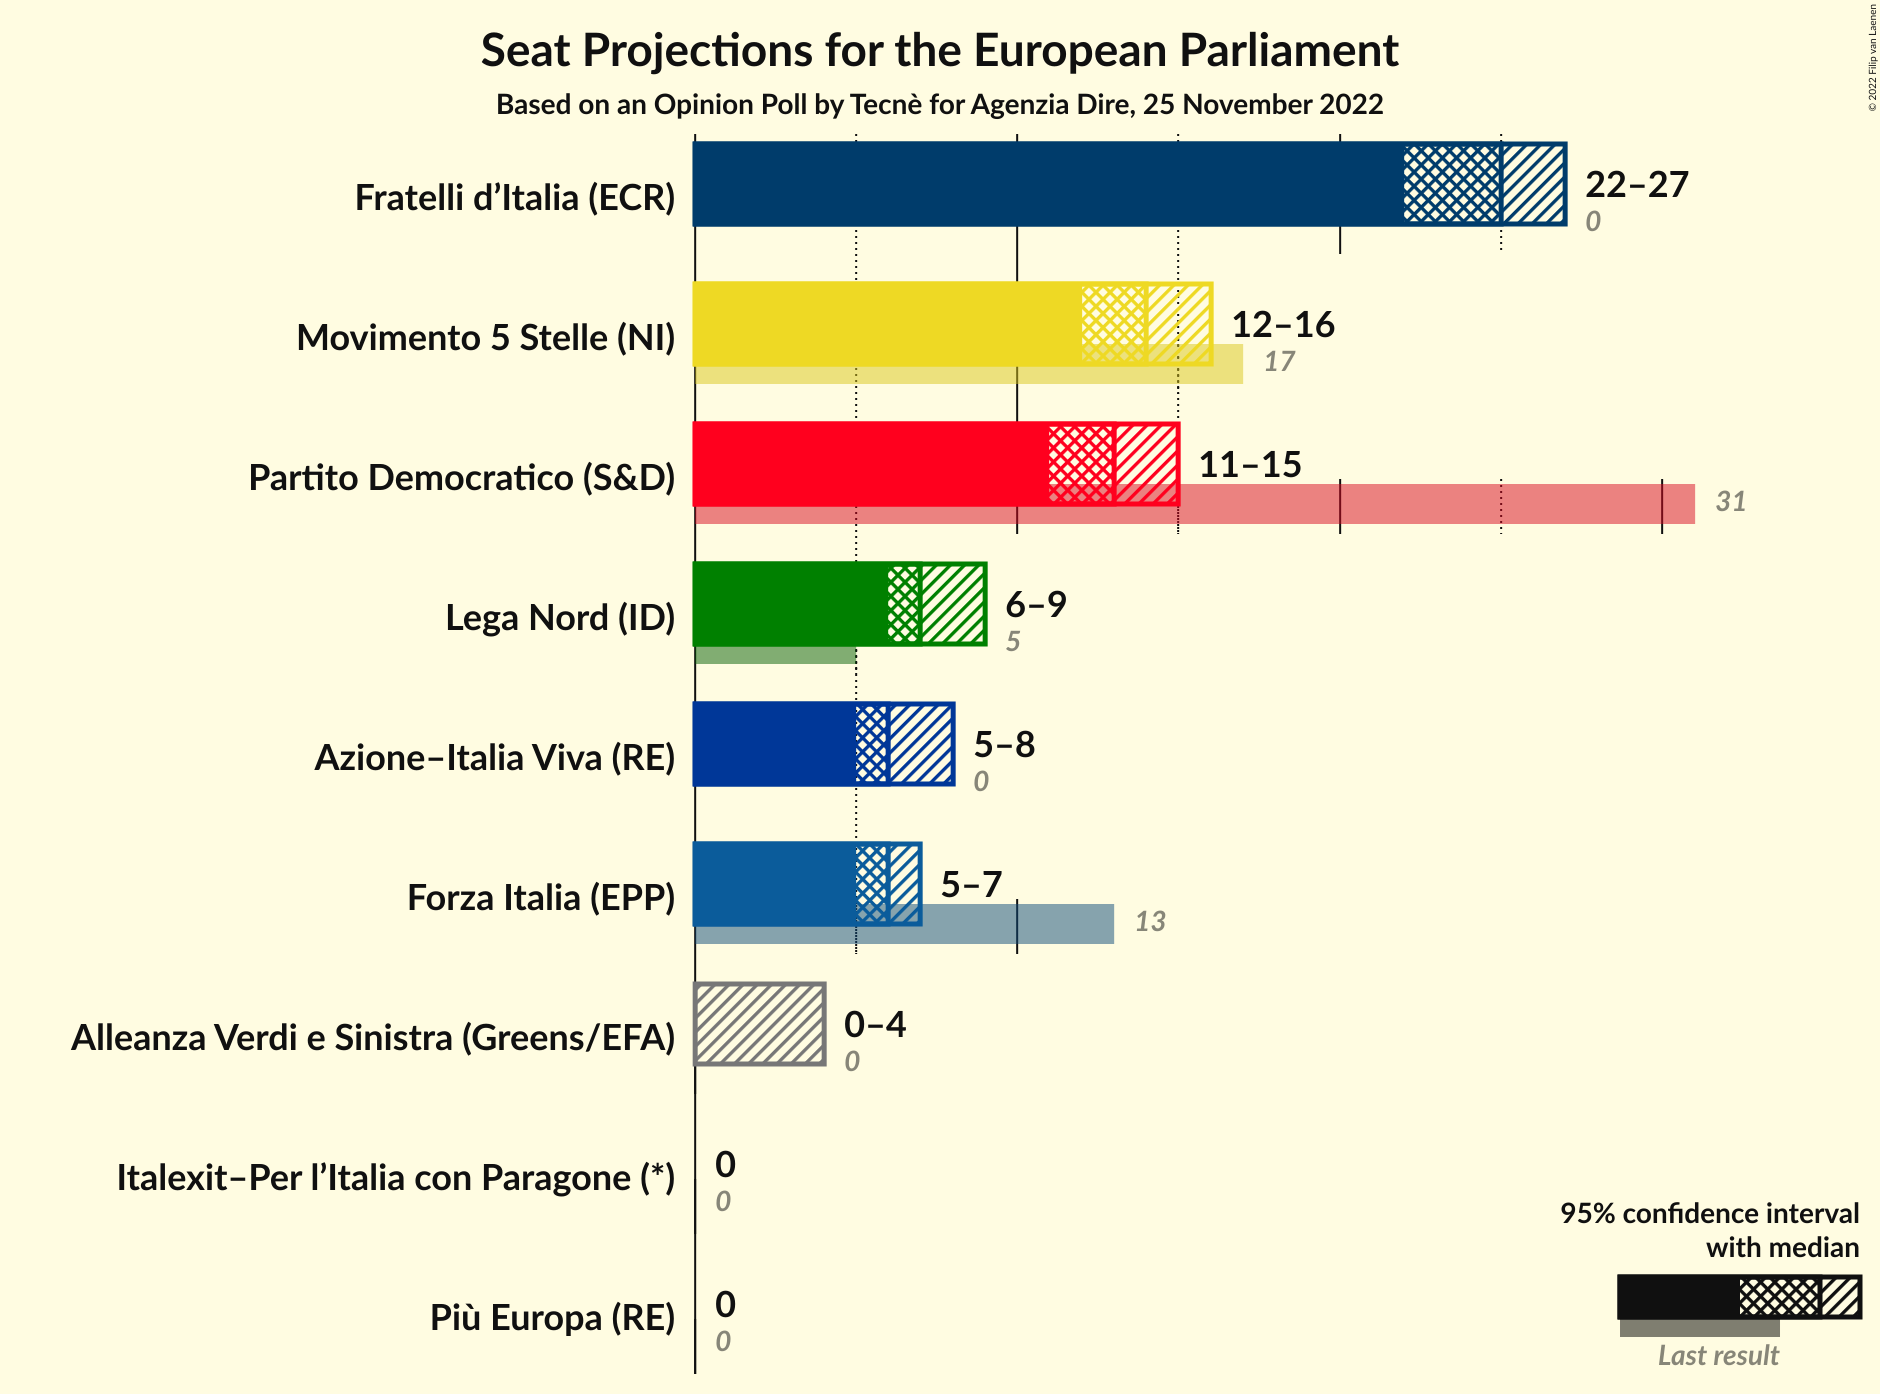 Seat Projections for the European Parliament
Based on an Opinion Poll by Tecnè for Agenzia Dire, 25 November 2022
© 2022 Filip van Laenen
Fratelli d’Italia (ECR)
22–27
0
Movimento 5 Stelle (NI)
12–16
17
Partito Democratico (S&D)
11–15
31
Lega Nord (ID)
6–9
5
Azione–Italia Viva (RE)
5–8
0
Forza Italia (EPP)
5–7
13
Alleanza Verdi e Sinistra (Greens/EFA)
0–4
0
Italexit–Per l’Italia con Paragone (*)
0
0
Più Europa (RE)
0
0
95% confidence interval
with median
Last result